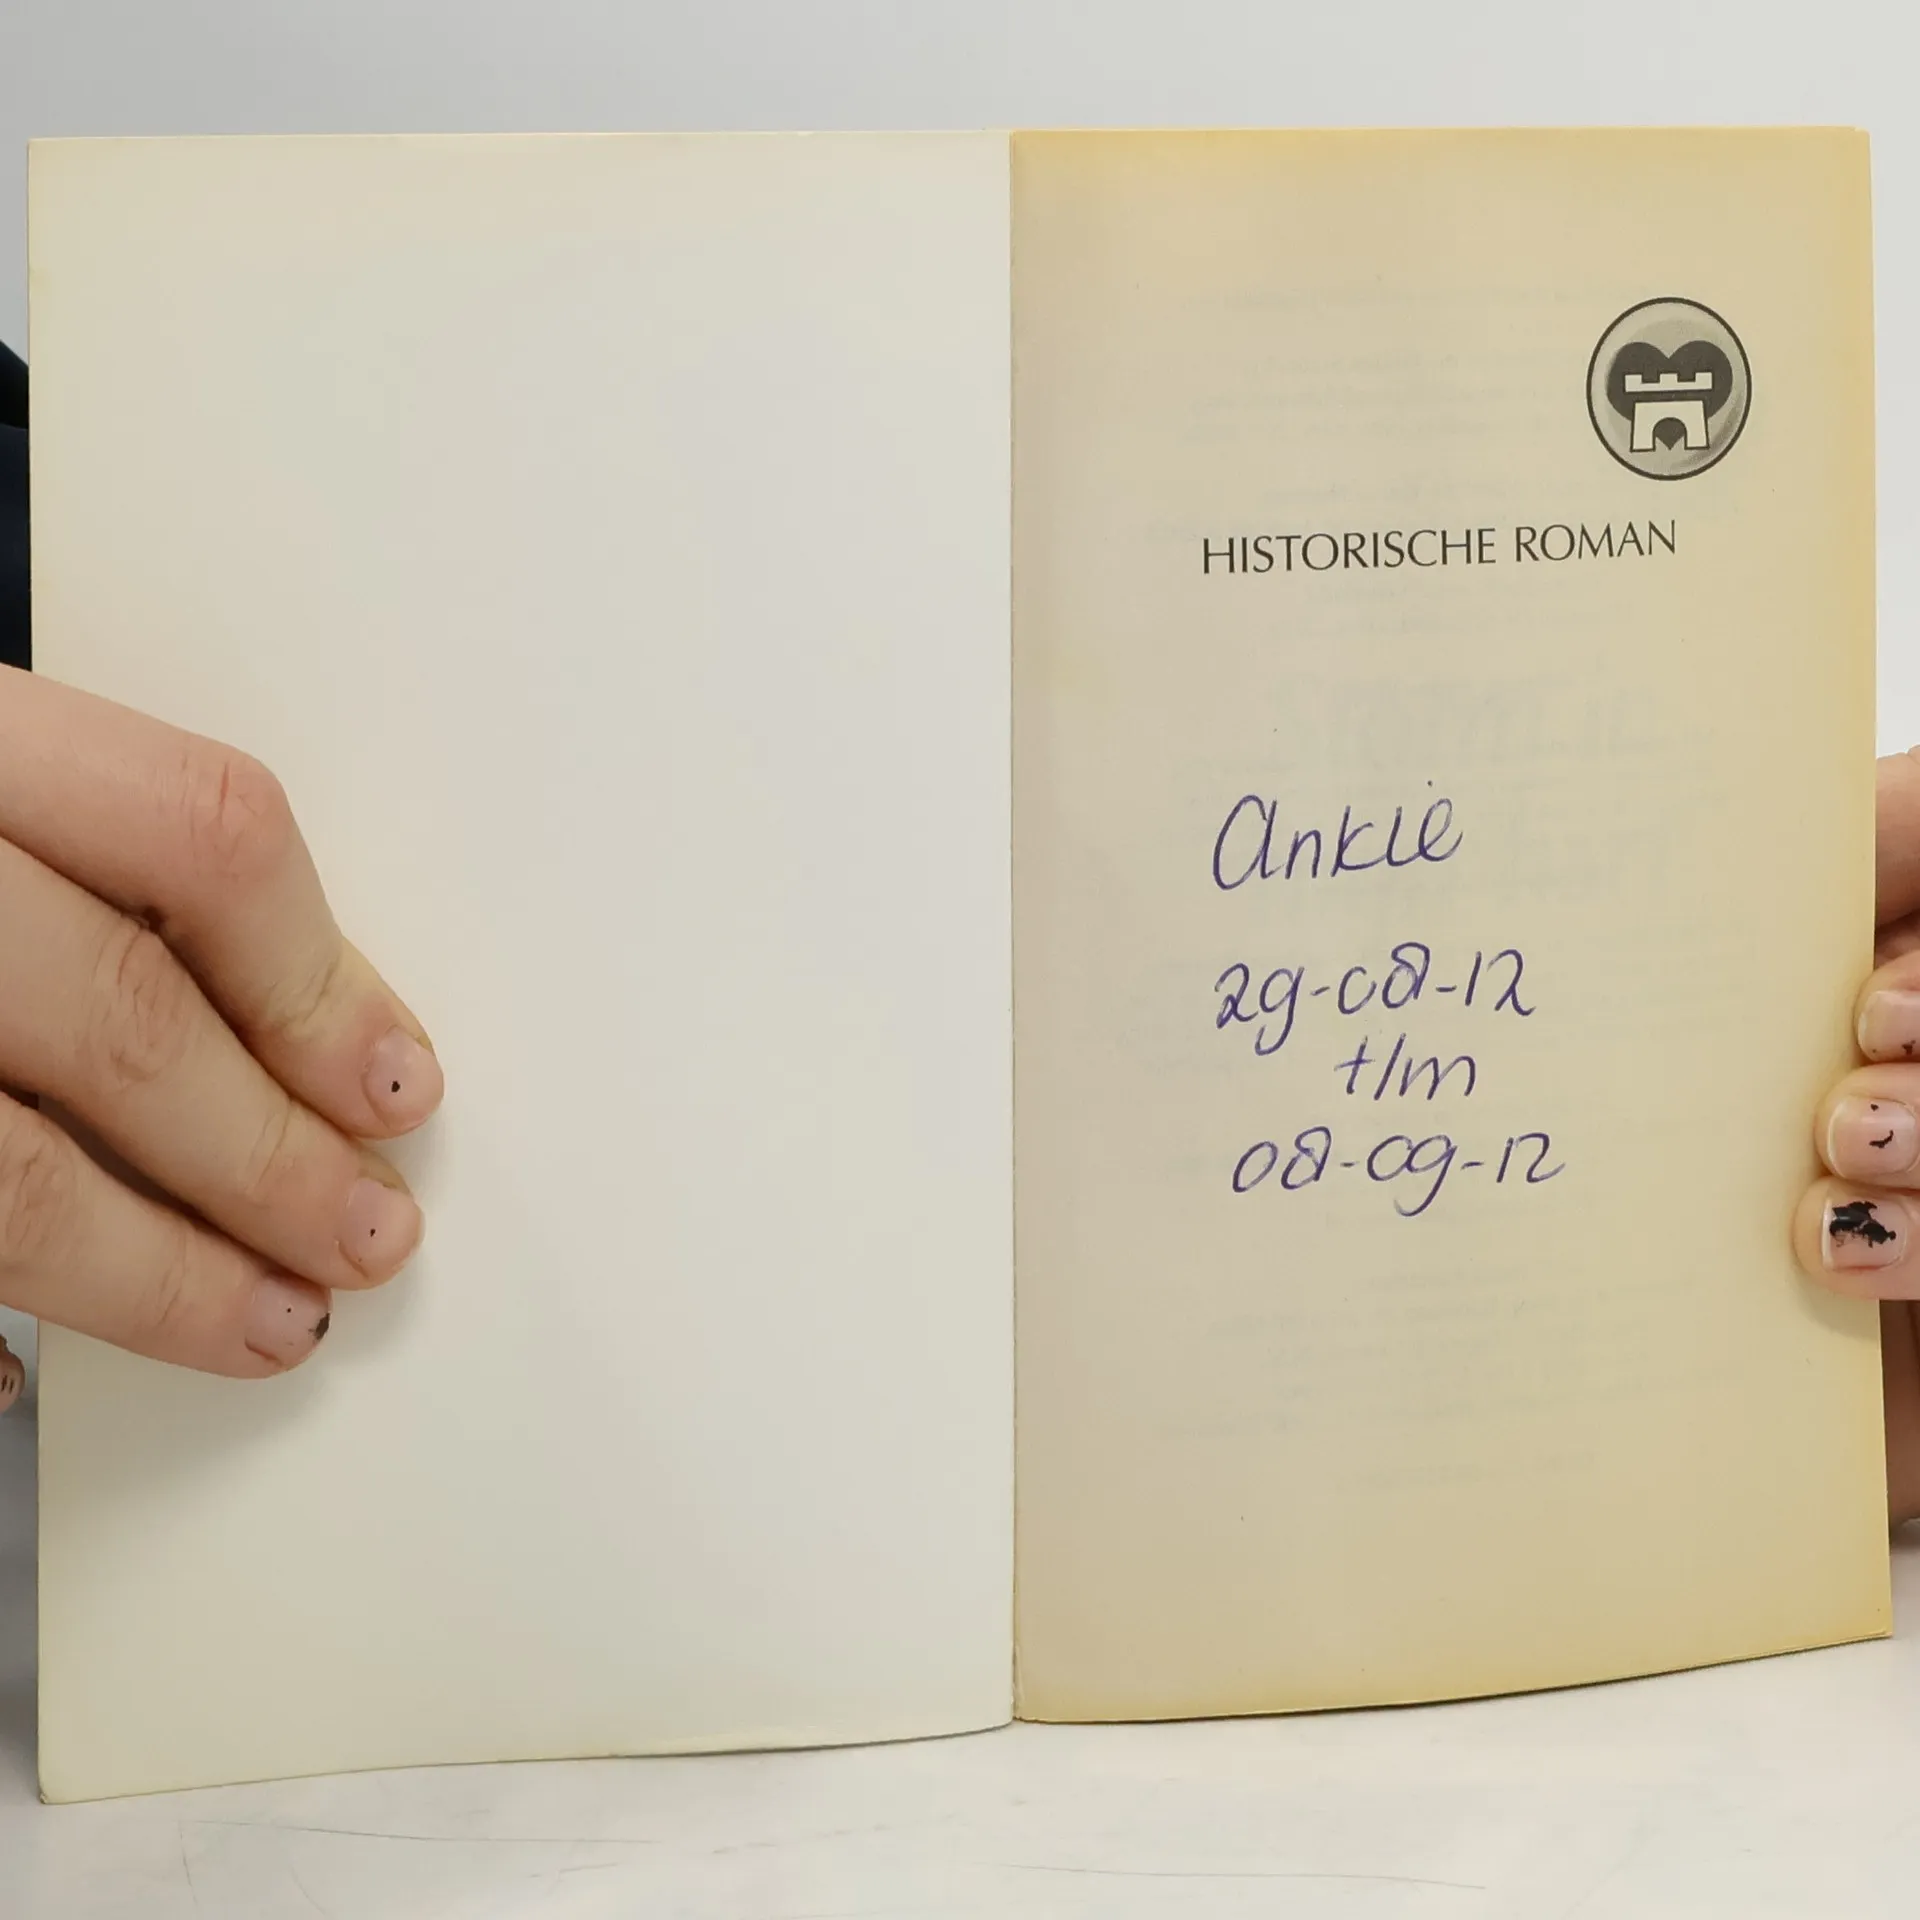 HISTORISCHE ROMAN
Ankie
29-08-12
t/m
08-09-12